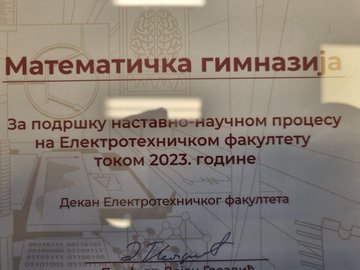 Математичка гимназија
За подршку наставно-научном процесу
на Електротехничком факултету
током 2023. године
Декан Електротехничког факултета